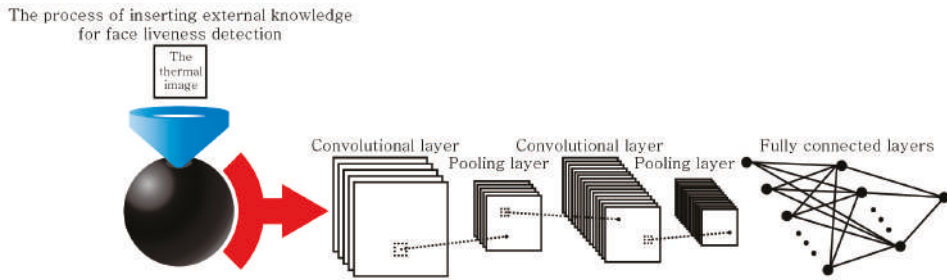 The process of inserting external knowledge
for face liveness detection
The
thermal
image
Convolutional layer
Pooling layer
Convolutional layer
Pooling layer
Fully connected layers